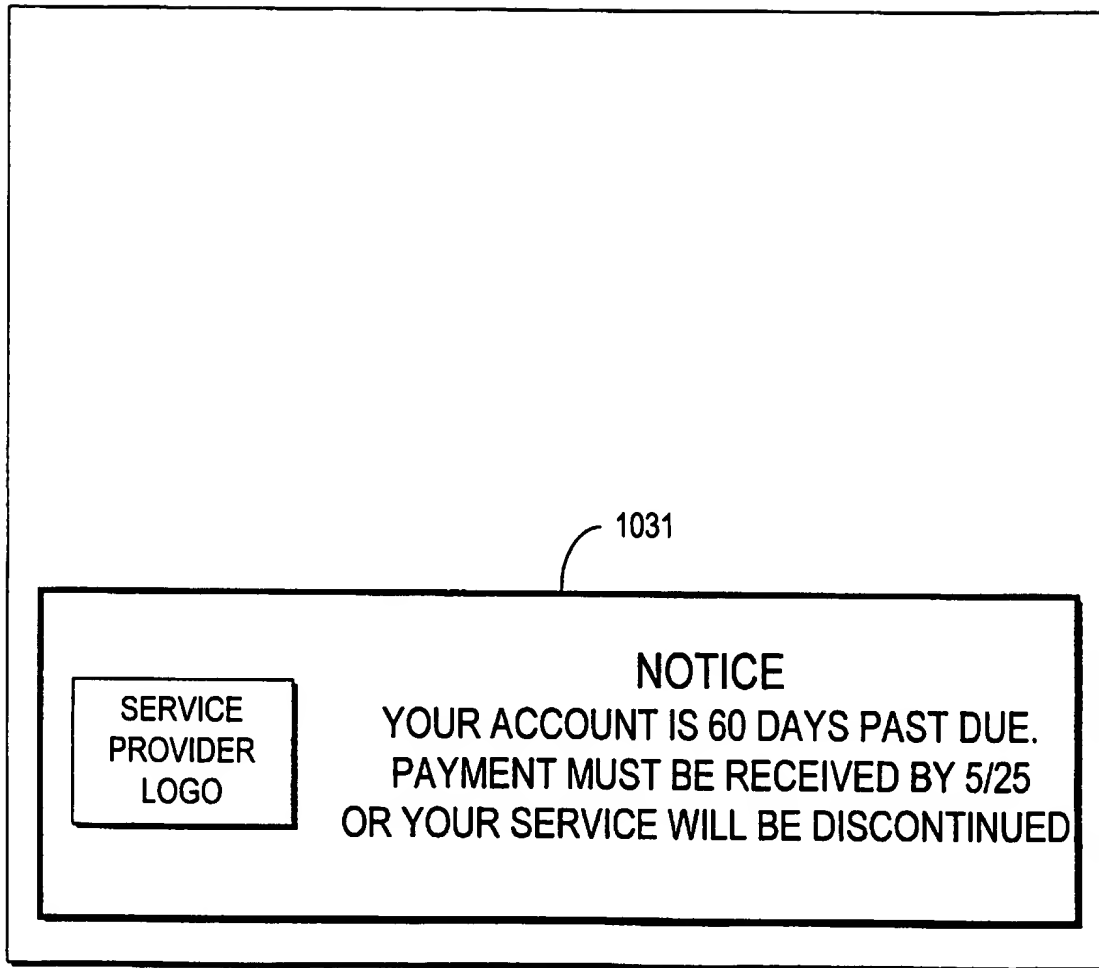 1031
SERVICE
PROVIDER
LOGO
NOTICE
YOUR ACCOUNT IS 60 DAYS PAST DUE.
PAYMENT MUST BE RECEIVED BY 5/25
OR YOUR SERVICE WILL BE DISCONTINUED